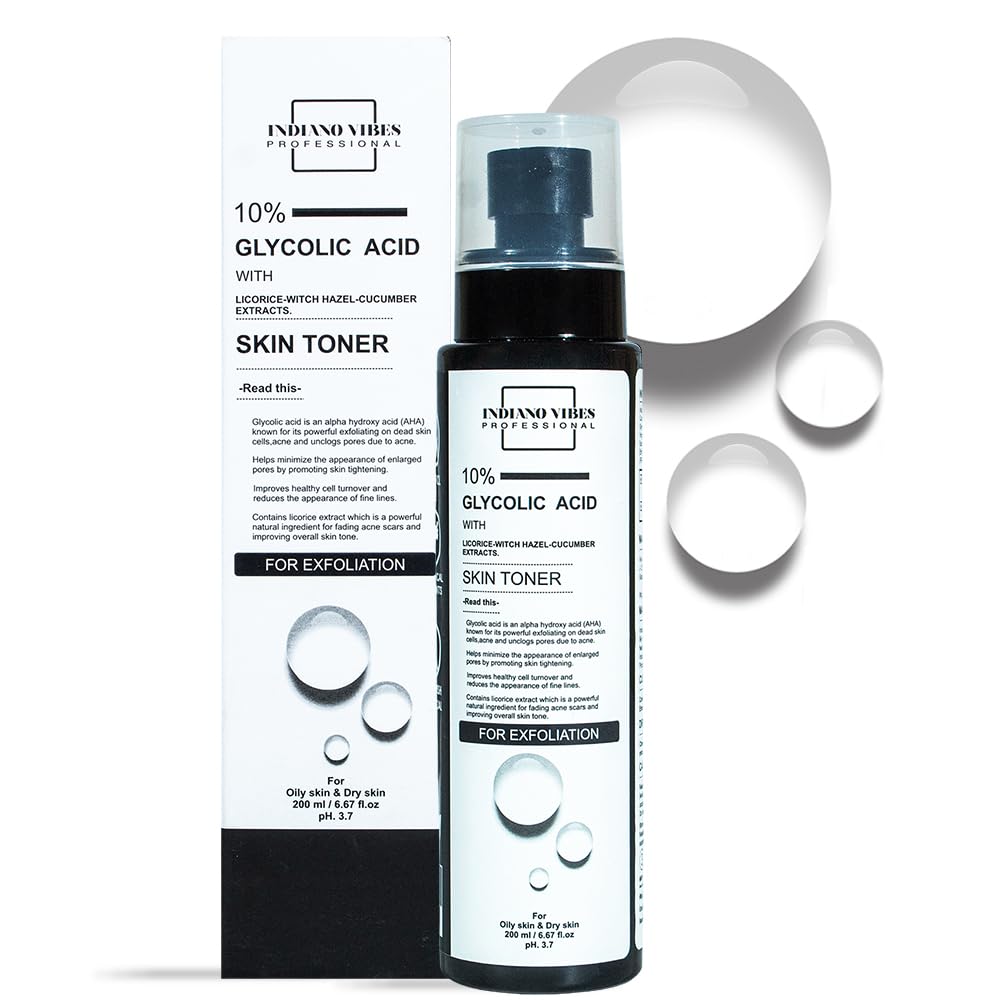 INDIANO VIBES
PROFESSIONAL
10%
GLYCOLIC ACID
WITH
LICORICE-WITCH HAZEL-CUCUMBER
EXTRACTS.
SKIN TONER
-Read this-
Glycolic acid is an alpha hydroxy acid (AHA)
known for its powerful exfoliating on dead skin
cells,acne and unclogs pores due to acne.
Helps minimize the appearance of enlarged
pores by promoting skin tightening.
Improves healthy cell turnover and
reduces the appearance of fine lines.
Contains licorice extract which is a powerful
natural ingredient for fading acne scars and
improving overall skin tone.
FOR EXFOLIATION
For
Oily skin & Dry skin
200 ml / 6.67 fl.oz
pH. 3.7
INDIANO VIBES
PROFESSIONAL
10%
GLYCOLIC ACID
WITH
LICORICE-WITCH HAZEL-CUCUMBER
EXTRACTS.
SKIN TONER
-Read this-
Glycolic acid is an alpha hydroxy acid (AHA)
known for its powerful exfoliating on dead skin
cells,acne and unclogs pores due to acne.
Helps minimize the appearance of enlarged
pores by promoting skin tightening.
Improves healthy cell turnover and
reduces the appearance of fine lines.
Contains licorice extract which is a powerful
natural ingredient for fading acne scars and
improving overall skin tone.
FOR EXFOLIATION
For
Oily skin & Dry skin
200 ml / 6.67 fl.oz
pH. 3.7